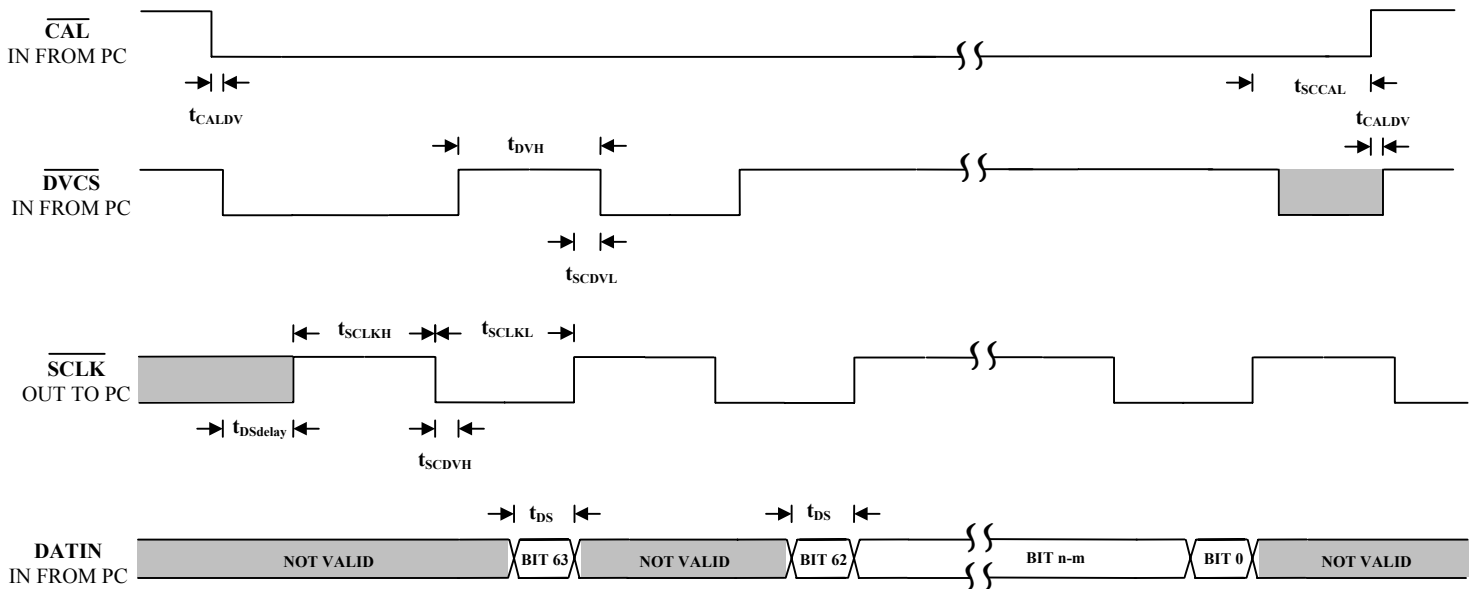 CAL
IN FROM PC
tCALDV
tSCCAL
tCALDV
DVCS
IN FROM PC
tDVH
tSCDVL
SCLK
OUT TO PC
tSCLKH
tSCLKL
tDSdelay
tSCDVH
DATIN
IN FROM PC
tDS
tDS
NOT VALID
BIT 63
NOT VALID
BIT 62
BIT n-m
BIT 0
NOT VALID